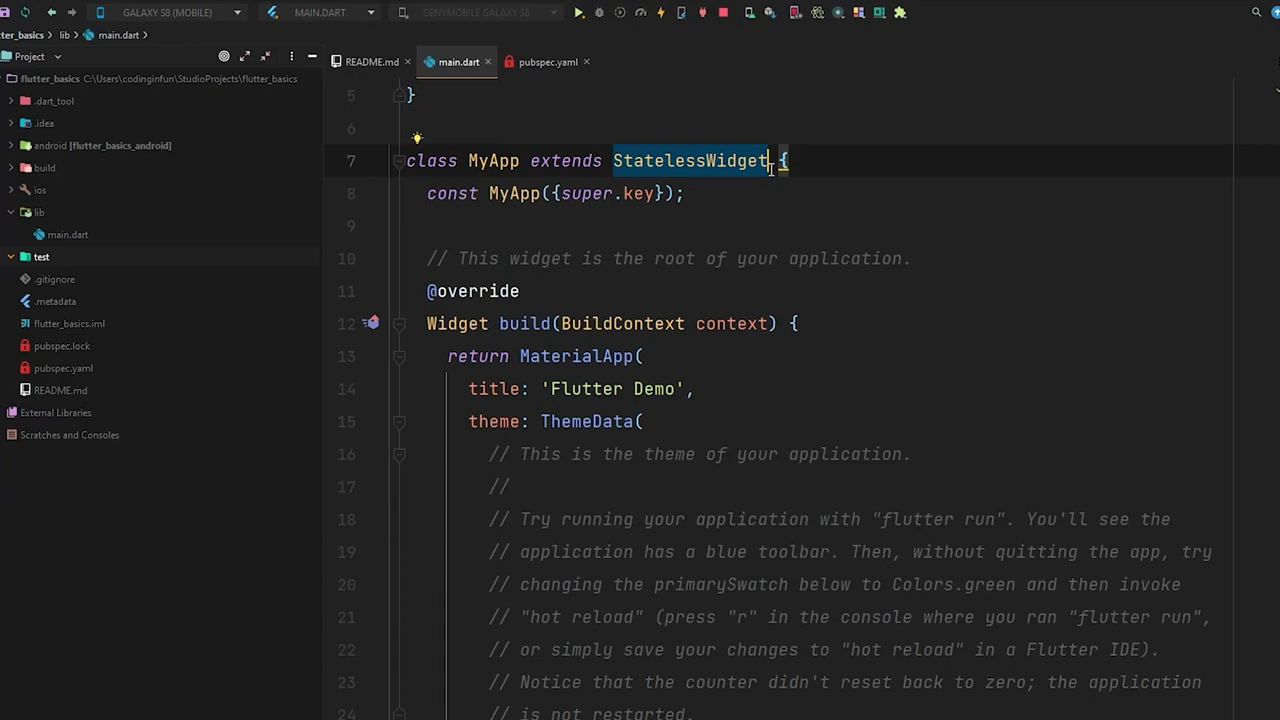 GALAXY S8 (MOBILE) MAIN.DART GENYMOBILE GALAXY S8
tter_basics lib main.dart
Project
README.md main.dart pubspec.yaml
flutter_basics C:\Users\codinginfun\StudioProjects\flutter_basics
.dart_tool
.idea
android [flutter_basics_android]
build
ios
lib
main.dart
test
.gitignore
.metadata
flutter_basics.iml
pubspec.lock
pubspec.yaml
README.md
External Libraries
Scratches and Consoles
5 }
6
7 class MyApp extends StatelessWidget {
8 const MyApp({super.key});
9
10 // This widget is the root of your application.
11 @override
12 Widget build(BuildContext context) {
13 return MaterialApp(
14 title: 'Flutter Demo',
15 theme: ThemeData(
16 // This is the theme of your application.
17 //
18 // Try running your application with "flutter run". You'll see the
19 // application has a blue toolbar. Then, without quitting the app, try
20 // changing the primarySwatch below to Colors.green and then invoke
21 // "hot reload" (press "r" in the console where you ran "flutter run",
22 // or simply save your changes to "hot reload" in a Flutter IDE).
23 // Notice that the counter didn't reset back to zero; the application
24 // is not restarted.